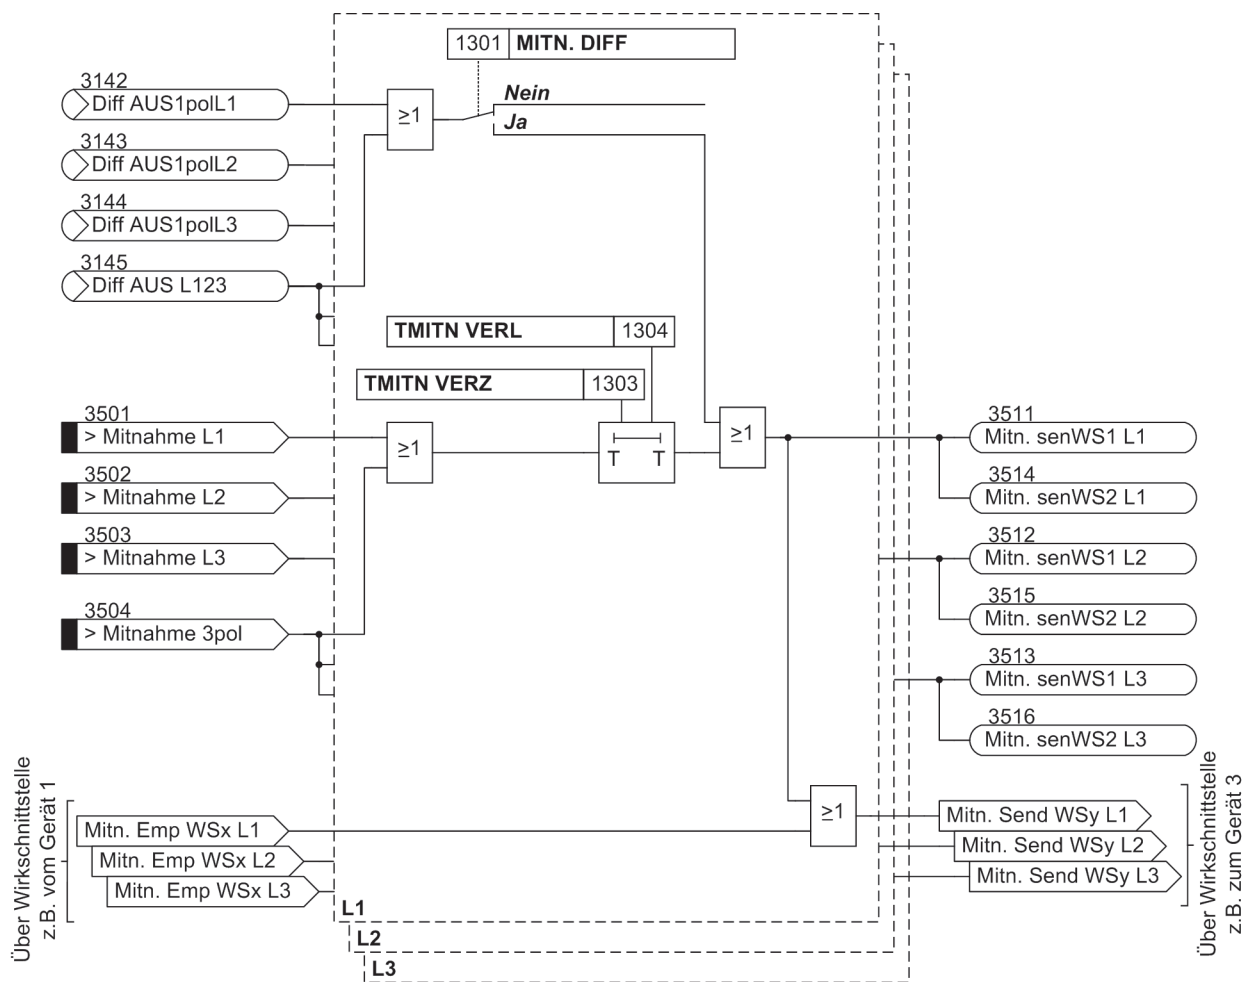 1301 MITN. DIFF
3142
Diff AUS1polL1
Nein
≥1
Ja
3143
Diff AUS1polL2
3144
Diff AUS1polL3
3145
Diff AUS L123
TMITN VERL 1304
TMITN VERZ 1303
3501
> Mitnahme L1
≥1
T T
≥1
3511
Mitn. senWS1 L1
3502
> Mitnahme L2
3514
Mitn. senWS2 L1
3503
> Mitnahme L3
3512
Mitn. senWS1 L2
3504
> Mitnahme 3pol
3515
Mitn. senWS2 L2
3513
Mitn. senWS1 L3
3516
Mitn. senWS2 L3
Über Wirkschnittstelle
z.B. vom Gerät 1
Mitn. Emp WSx L1
Mitn. Emp WSx L2
Mitn. Emp WSx L3
≥1
Mitn. Send WSy L1
Mitn. Send WSy L2
Mitn. Send WSy L3
Über Wirkschnittstelle
z.B. zum Gerät 3
L1
L2
L3